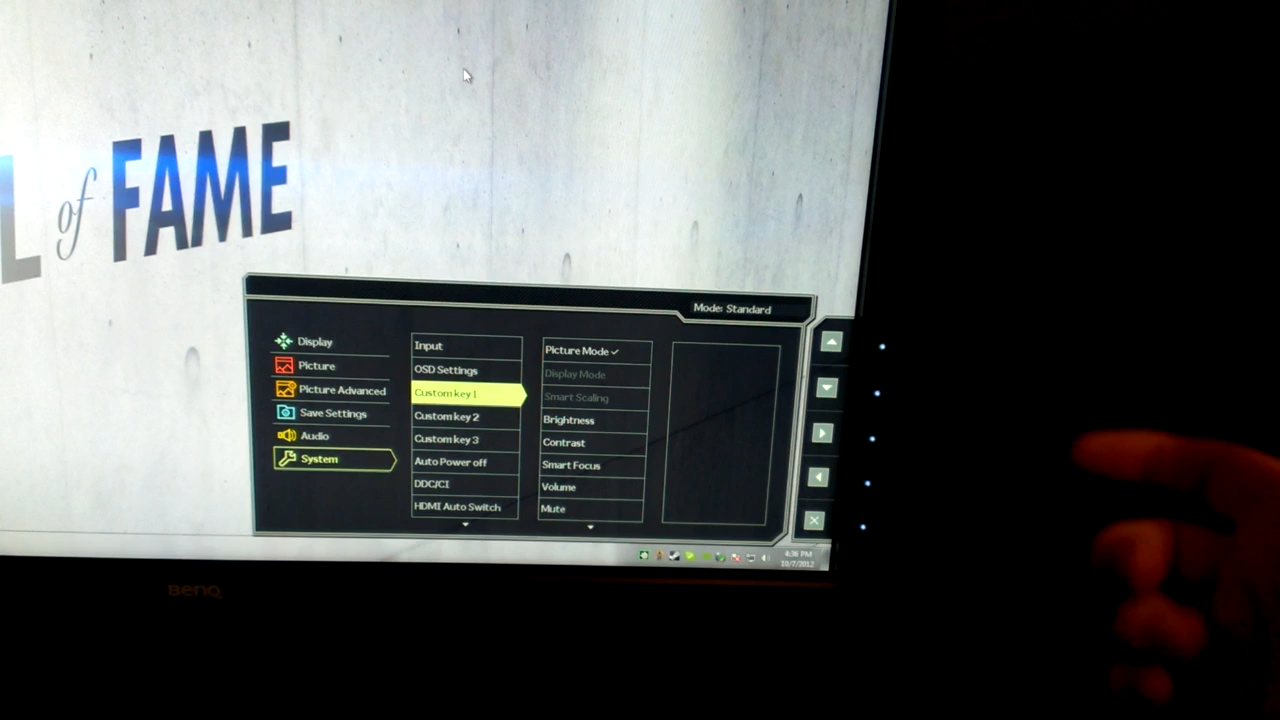 L of FAME
Mode: Standard
Display
Picture
Picture Advanced
Save Settings
Audio
System
Input
OSD Settings
Custom key 1
Custom key 2
Custom key 3
Auto Power off
DDC/CI
HDMI Auto Switch
Picture Mode ✓
Display Mode
Smart Scaling
Brightness
Contrast
Smart Focus
Volume
Mute
4:36 PM
10/7/2012
BenQ